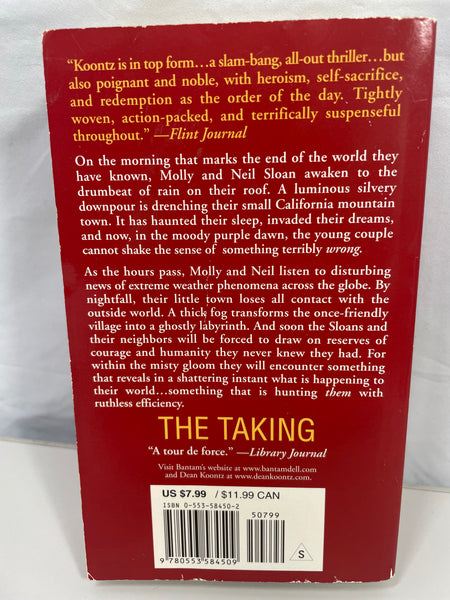 “Koontz is in top form…a slam-bang, all-out thriller…but
also poignant and noble, with heroism, self-sacrifice,
and redemption as the order of the day. Tightly
woven, action-packed, and terrifically suspenseful
throughout.” —Flint Journal
On the morning that marks the end of the world they
have known, Molly and Neil Sloan awaken to the
drumbeat of rain on their roof. A luminous silvery
downpour is drenching their small California mountain
town. It has haunted their sleep, invaded their dreams,
and now, in the moody purple dawn, the young couple
cannot shake the sense of something terribly wrong.
As the hours pass, Molly and Neil listen to disturbing
news of extreme weather phenomena across the globe. By
nightfall, their little town loses all contact with the
outside world. A thick fog transforms the once-friendly
village into a ghostly labyrinth. And soon the Sloans and
their neighbors will be forced to draw on reserves of
courage and humanity they never knew they had. For
within the misty gloom they will encounter something
that reveals in a shattering instant what is happening to
their world…something that is hunting them with
ruthless efficiency.
THE TAKING
“A tour de force.” —Library Journal
Visit Bantam's website at www.bantamdell.com
and Dean Koontz at www.deankoontz.com
US $7.99 / $11.99 CAN
ISBN 0-553-58450-2
50799
9 780553 584509
S